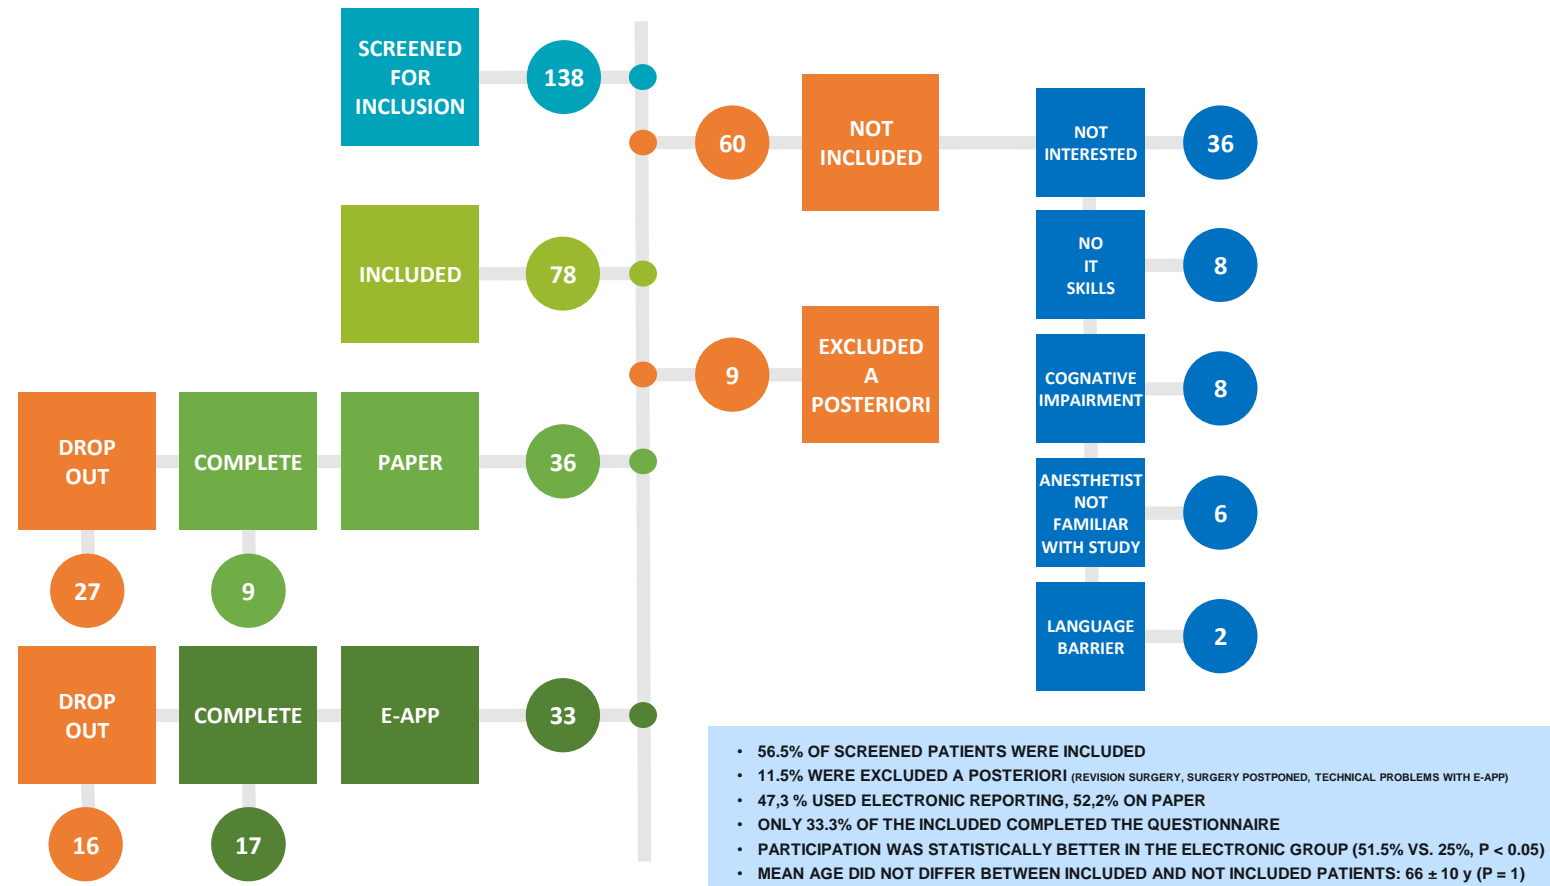 SCREENED
FOR
INCLUSION
138
60
NOT
INCLUDED
NOT
INTERESTED
36
NO
IT
SKILLS
8
COGNATIVE
IMPAIRMENT
8
ANESTHETIST
NOT
FAMILIAR
WITH STUDY
6
LANGUAGE
BARRIER
2
INCLUDED
78
9
EXCLUDED
A
POSTERIORI
DROP
OUT
COMPLETE
PAPER
36
27
9
DROP
OUT
COMPLETE
E-APP
33
16
17
• 56.5% OF SCREENED PATIENTS WERE INCLUDED
• 11.5% WERE EXCLUDED A POSTERIORI (REVISION SURGERY, SURGERY POSTPONED, TECHNICAL PROBLEMS WITH E-APP)
• 47,3 % USED ELECTRONIC REPORTING, 52,2% ON PAPER
• ONLY 33.3% OF THE INCLUDED COMPLETED THE QUESTIONNAIRE
• PARTICIPATION WAS STATISTICALLY BETTER IN THE ELECTRONIC GROUP (51.5% VS. 25%, P < 0.05)
• MEAN AGE DID NOT DIFFER BETWEEN INCLUDED AND NOT INCLUDED PATIENTS: 66 ± 10 y (P = 1)